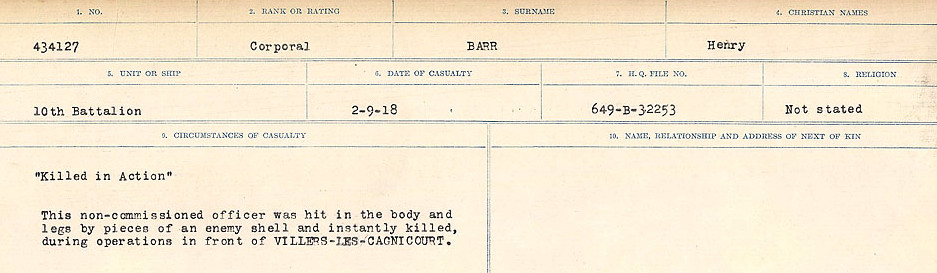 1. NO. 2. RANK OR RATING 3. SURNAME 4. CHRISTIAN NAMES
434127 Corporal BARR Henry
5. UNIT OR SHIP 6. DATE OF CASUALTY 7. H. Q. FILE NO. 8. RELIGION
10th Battalion 2-9-18 649-B-32253 Not stated
9. CIRCUMSTANCES OF CASUALTY 10. NAME, RELATIONSHIP AND ADDRESS OF NEXT OF KIN
"Killed in Action"
This non-commissioned officer was hit in the body and
legs by pieces of an enemy shell and instantly killed,
during operations in front of VILLERS-LES-CAGNICOURT.